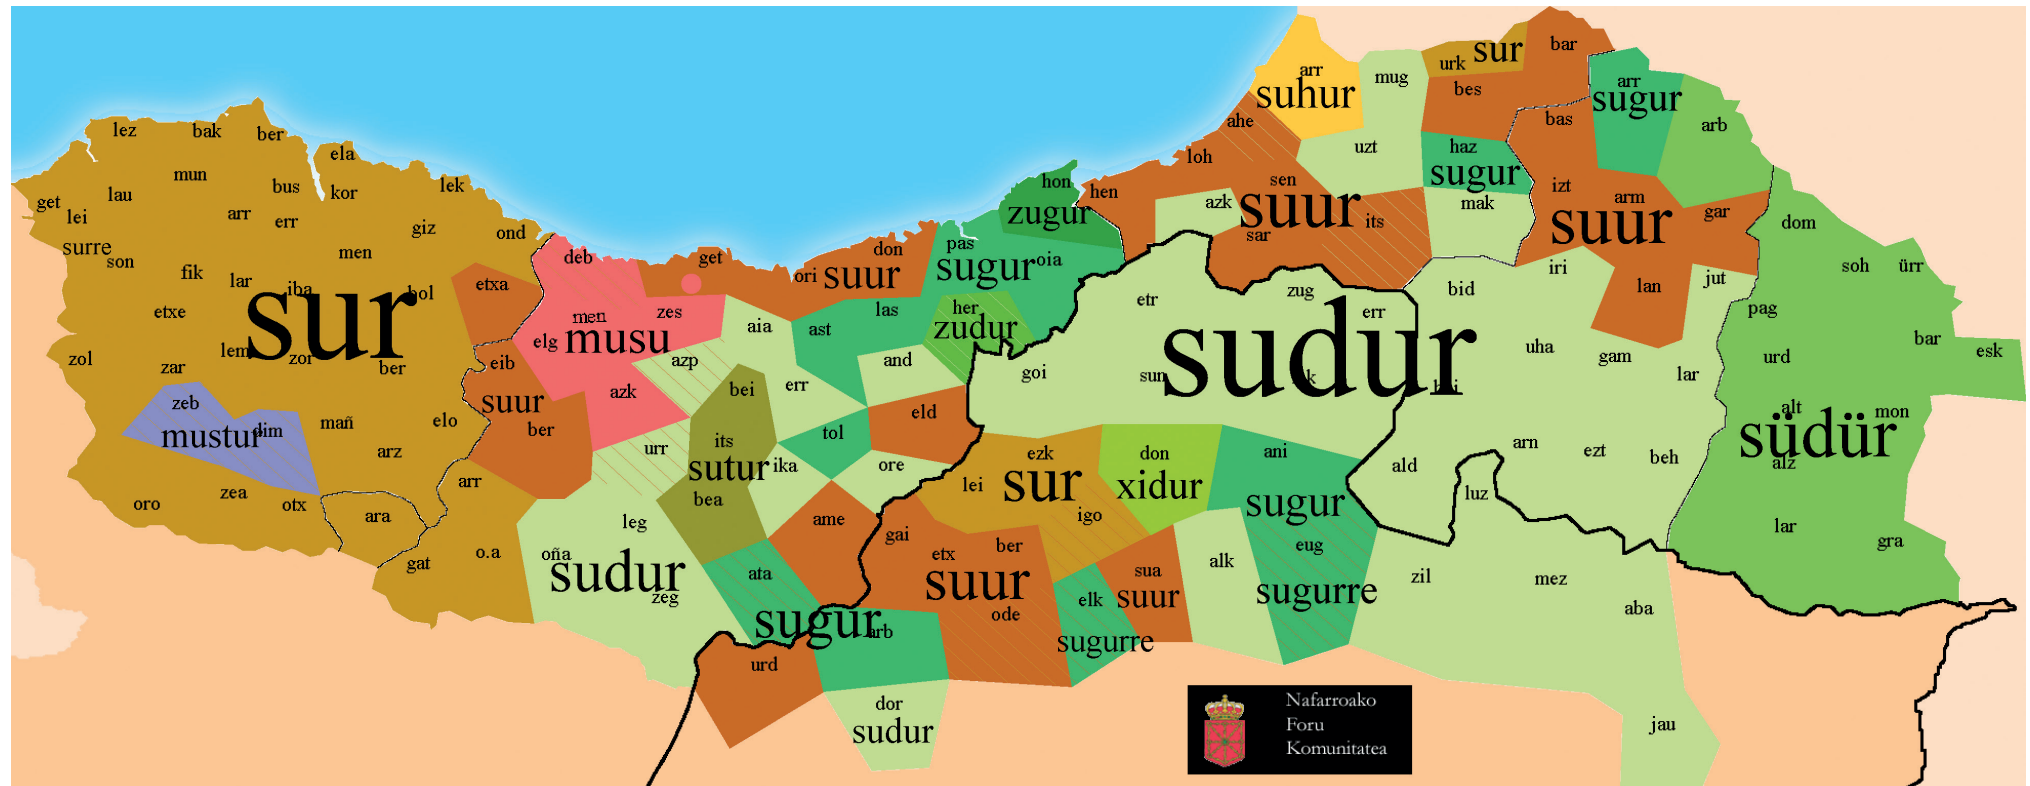 lez
bak
ber
ela
mun
lau
bus
kor
lek
get
lei
arr
err
giz
ond
surre
son
men
fik
lar
iba
bol
etxa
etxe
sur
lem
zor
zol
zar
ber
eib
zeb
dim
mustur
mañ
elo
arz
suur
ber
oro
zea
otx
ara
arr
gat
o.a
deb
get
men
zes
elg
musu
azk
azp
aia
ori
don
suur
pas
sugur
oia
hon
zugur
hen
las
ast
her
zudur
and
err
bei
eld
tol
its
sutur
ika
ore
urr
bea
leg
oña
sudur
zeg
ata
ame
sugur
arb
urd
dor
sudur
arr
suhur
mug
urk
sur
bar
bes
arr
sugur
arb
ahe
loh
uzt
haz
sugur
bas
sen
azk
suur
its
sar
mak
izt
arm
suur
gar
dom
etr
zug
err
bid
iri
lan
jut
soh
ürr
pag
sudur
goi
sun
uha
gam
lar
urd
bar
esk
alt
mon
südür
alz
ezk
lei
sur
igo
don
xidur
ani
sugur
ald
luz
arn
ezt
beh
lar
gra
gai
etx
ber
suur
ode
elk
sugurre
sua
suur
alk
eug
sugurre
zil
mez
aba
jau
Nafarroako
Foru
Komunitatea